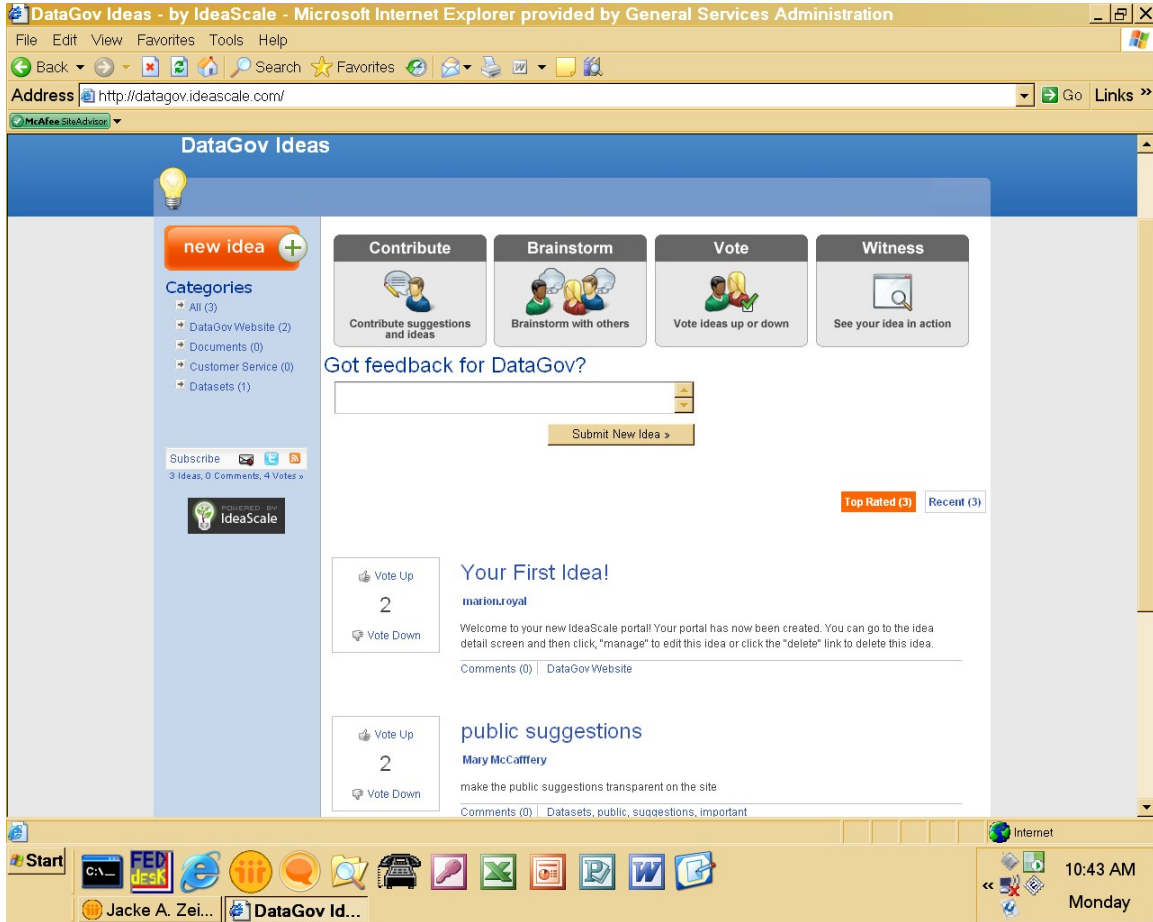 DataGov Ideas - by IdeaScale - Microsoft Internet Explorer provided by General Services Administration
File Edit View Favorites Tools Help
Back Search Favorites
Address http://datagov.ideascale.com/ Go Links »
McAfee SiteAdvisor
DataGov Ideas
new idea
Categories
All (3)
DataGov Website (2)
Documents (0)
Customer Service (0)
Datasets (1)
Subscribe
3 Ideas, 0 Comments, 4 Votes »
POWERED BY
IdeaScale
Contribute
Contribute suggestions
and ideas
Brainstorm
Brainstorm with others
Vote
Vote ideas up or down
Witness
See your idea in action
Got feedback for DataGov?
Submit New Idea »
Top Rated (3) Recent (3)
Vote Up
2
Vote Down
Your First Idea!
marion.royal
Welcome to your new IdeaScale portal! Your portal has now been created. You can go to the idea
detail screen and then click, "manage" to edit this idea or click the "delete" link to delete this idea.
Comments (0) DataGov Website
Vote Up
2
Vote Down
public suggestions
Mary McCafffery
make the public suggestions transparent on the site
Comments (0) Datasets, public, suggestions, important
Internet
Start
C:\_
FED
desk
10:43 AM
Monday
Jacke A. Zei...
DataGov Id...